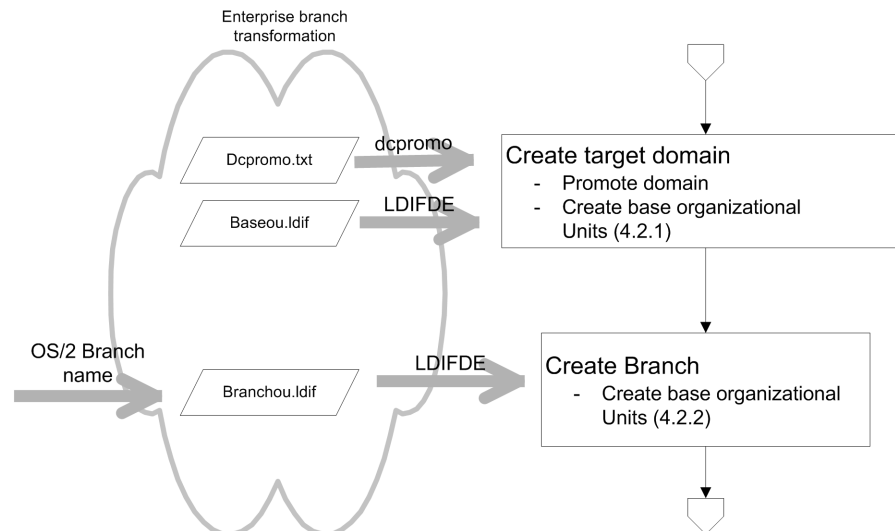 Enterprise branch
transformation
Dcpromo.txt
dcpromo
Baseou.ldif
LDIFDE
Create target domain
- Promote domain
- Create base organizational
Units (4.2.1)
OS/2 Branch
name
Branchou.ldif
LDIFDE
Create Branch
- Create base organizational
Units (4.2.2)